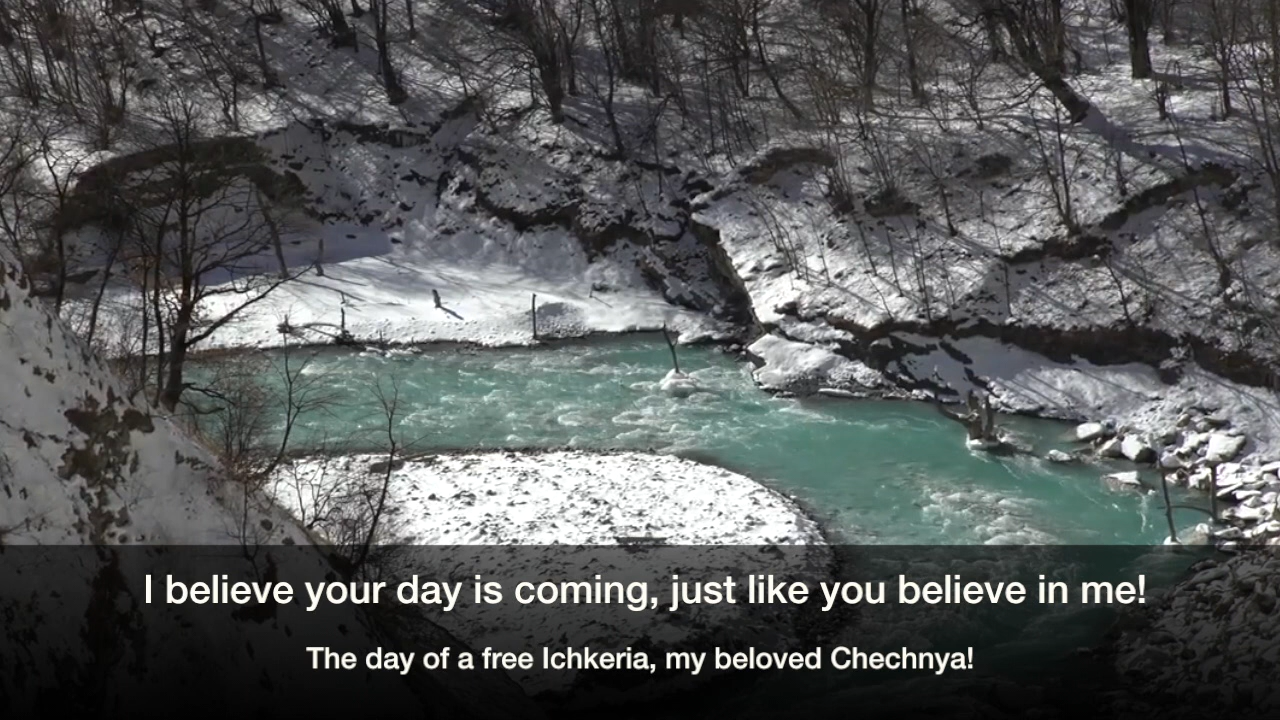 I believe your day is coming, just like you believe in me!
The day of a free Ichkeria, my beloved Chechnya!